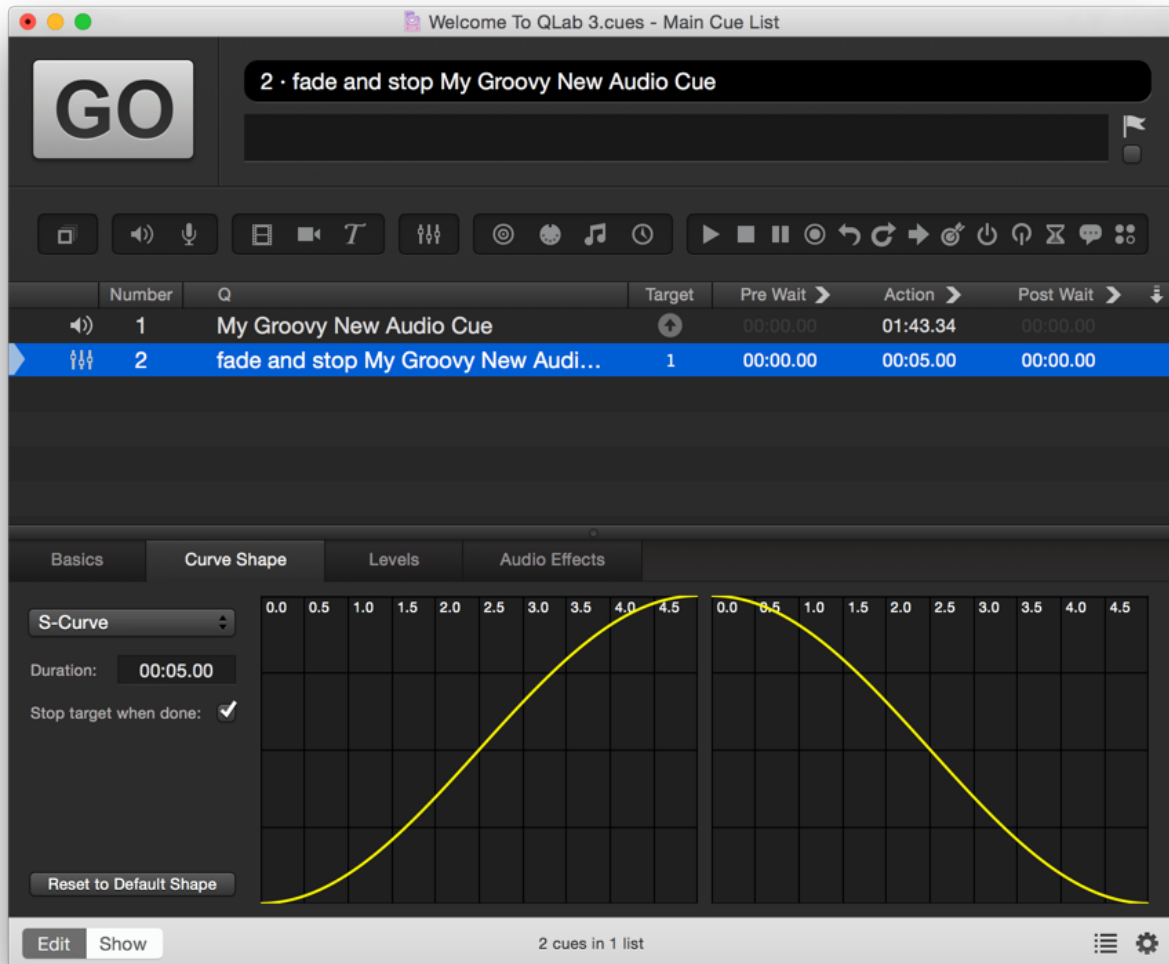 Welcome To QLab 3.cues - Main Cue List
GO
2 · fade and stop My Groovy New Audio Cue
T
Number Q Target Pre Wait Action Post Wait
1 My Groovy New Audio Cue 00:00.00 01:43.34 00:00.00
2 fade and stop My Groovy New Audi... 1 00:00.00 00:05.00 00:00.00
Basics Curve Shape Levels Audio Effects
0.0 0.5 1.0 1.5 2.0 2.5 3.0 3.5 4.0 4.5 0.0 0.5 1.0 1.5 2.0 2.5 3.0 3.5 4.0 4.5
S-Curve
Duration: 00:05.00
Stop target when done:
Reset to Default Shape
Edit Show 2 cues in 1 list